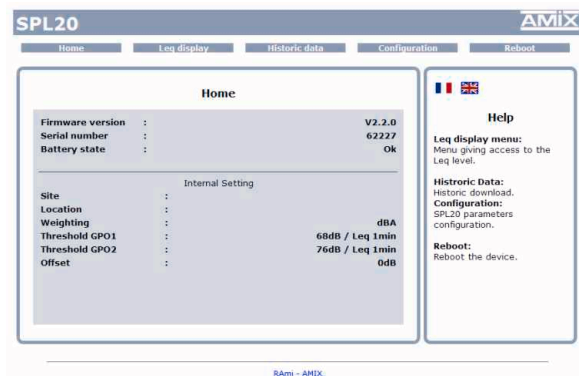 SPL20
AMIX
Home Leq display Historic data Configuration Reboot
Home
Firmware version : V2.2.0
Serial number : 62227
Battery state : Ok
Internal Setting
Site :
Location :
Weighting : dBA
Threshold GPO1 : 68dB / Leq 1min
Threshold GPO2 : 76dB / Leq 1min
Offset : 0dB
Help
Leq display menu:
Menu giving access to the
Leq level.
Histroric Data:
Historic download.
Configuration:
SPL20 parameters
configuration.
Reboot:
Reboot the device.
RAmi - AMIX